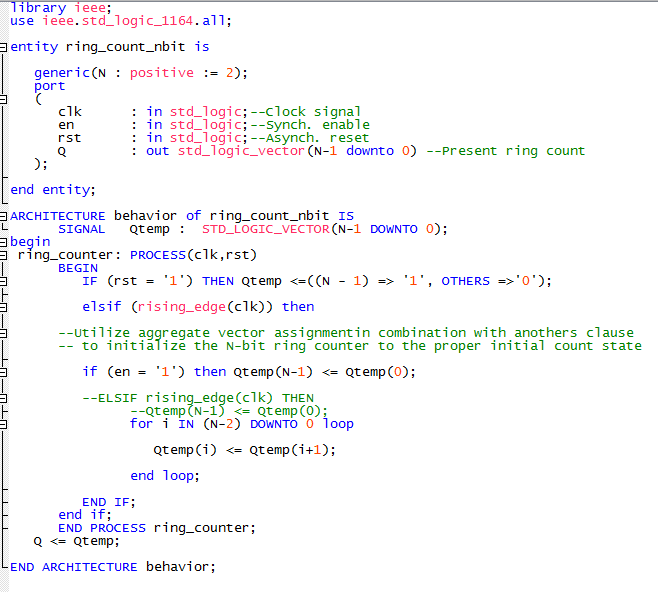 library ieee;
use ieee.std_logic_1164.all;
entity ring_count_nbit is
generic(N : positive := 2);
port
(
clk : in std_logic;--Clock signal
en : in std_logic;--Synch. enable
rst : in std_logic;--Asynch. reset
Q : out std_logic_vector(N-1 downto 0) --Present ring count
);
end entity;
ARCHITECTURE behavior of ring_count_nbit IS
SIGNAL Qtemp : STD_LOGIC_VECTOR(N-1 DOWNTO 0);
begin
ring_counter: PROCESS(clk,rst)
BEGIN
IF (rst = '1') THEN Qtemp <=((N - 1) => '1', OTHERS =>'0');
elsif (rising_edge(clk)) then
--Utilize aggregate vector assignmentin combination with anothers clause
-- to initialize the N-bit ring counter to the proper initial count state
if (en = '1') then Qtemp(N-1) <= Qtemp(0);
--ELSIF rising_edge(clk) THEN
--Qtemp(N-1) <= Qtemp(0);
for i IN (N-2) DOWNTO 0 loop
Qtemp(i) <= Qtemp(i+1);
end loop;
END IF;
end if;
END PROCESS ring_counter;
Q <= Qtemp;
END ARCHITECTURE behavior;